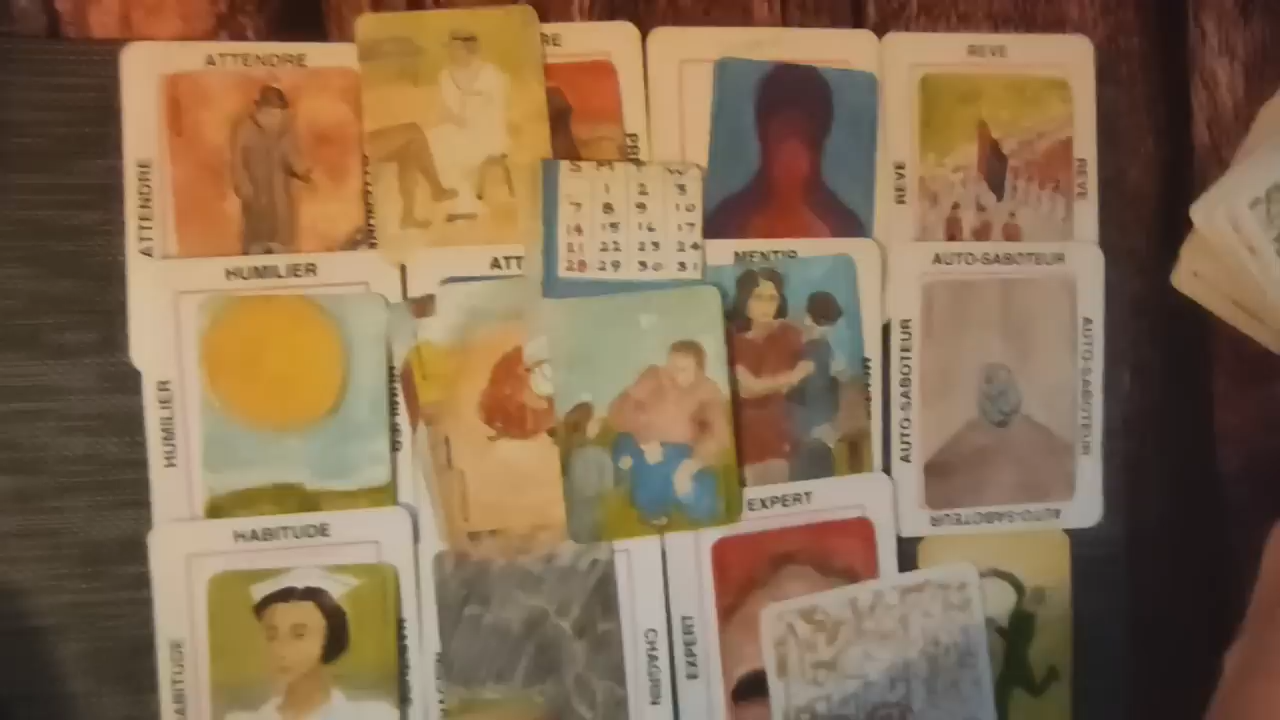 ATTENDRE
ATTENDRE
RE
REVE
REVE
REVE
S M T W
1 2 3
7 8 9 10
14 15 16 17
21 22 23 24
28 29 30 31
HUMILIER
HUMILIER
HUMILIER
ATT
MENTIR
AUTO-SABOTEUR
AUTO-SABOTEUR
AUTO-SABOTEUR
AUTO-SABOTEUR
HABITUDE
EXPERT
EXPERT
CHAGRIN